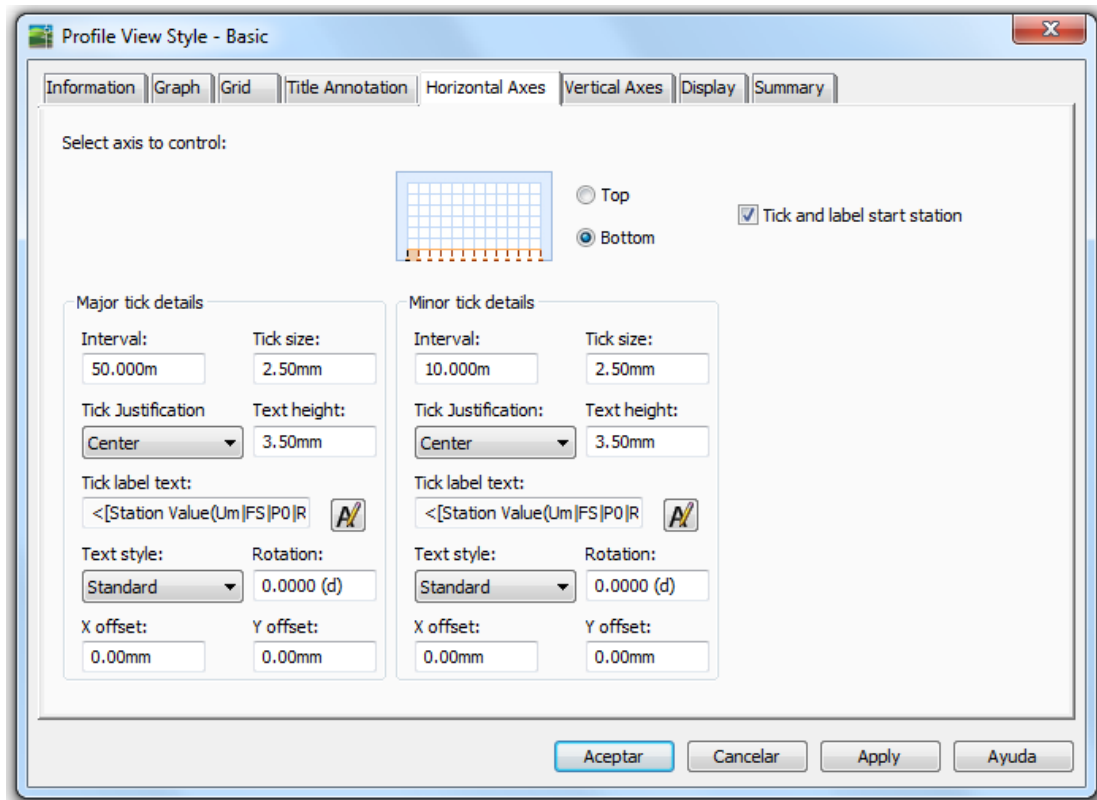 Profile View Style - Basic
Information Graph Grid Title Annotation Horizontal Axes Vertical Axes Display Summary
Select axis to control:
Top
Bottom
Tick and label start station
Major tick details
Interval: Tick size:
50.000m 2.50mm
Tick Justification Text height:
Center 3.50mm
Tick label text:
<[Station Value(Um|FS|P0|R
Text style: Rotation:
Standard 0.0000 (d)
X offset: Y offset:
0.00mm 0.00mm
Minor tick details
Interval: Tick size:
10.000m 2.50mm
Tick Justification: Text height:
Center 3.50mm
Tick label text:
<[Station Value(Um|FS|P0|R
Text style: Rotation:
Standard 0.0000 (d)
X offset: Y offset:
0.00mm 0.00mm
Aceptar Cancelar Apply Ayuda